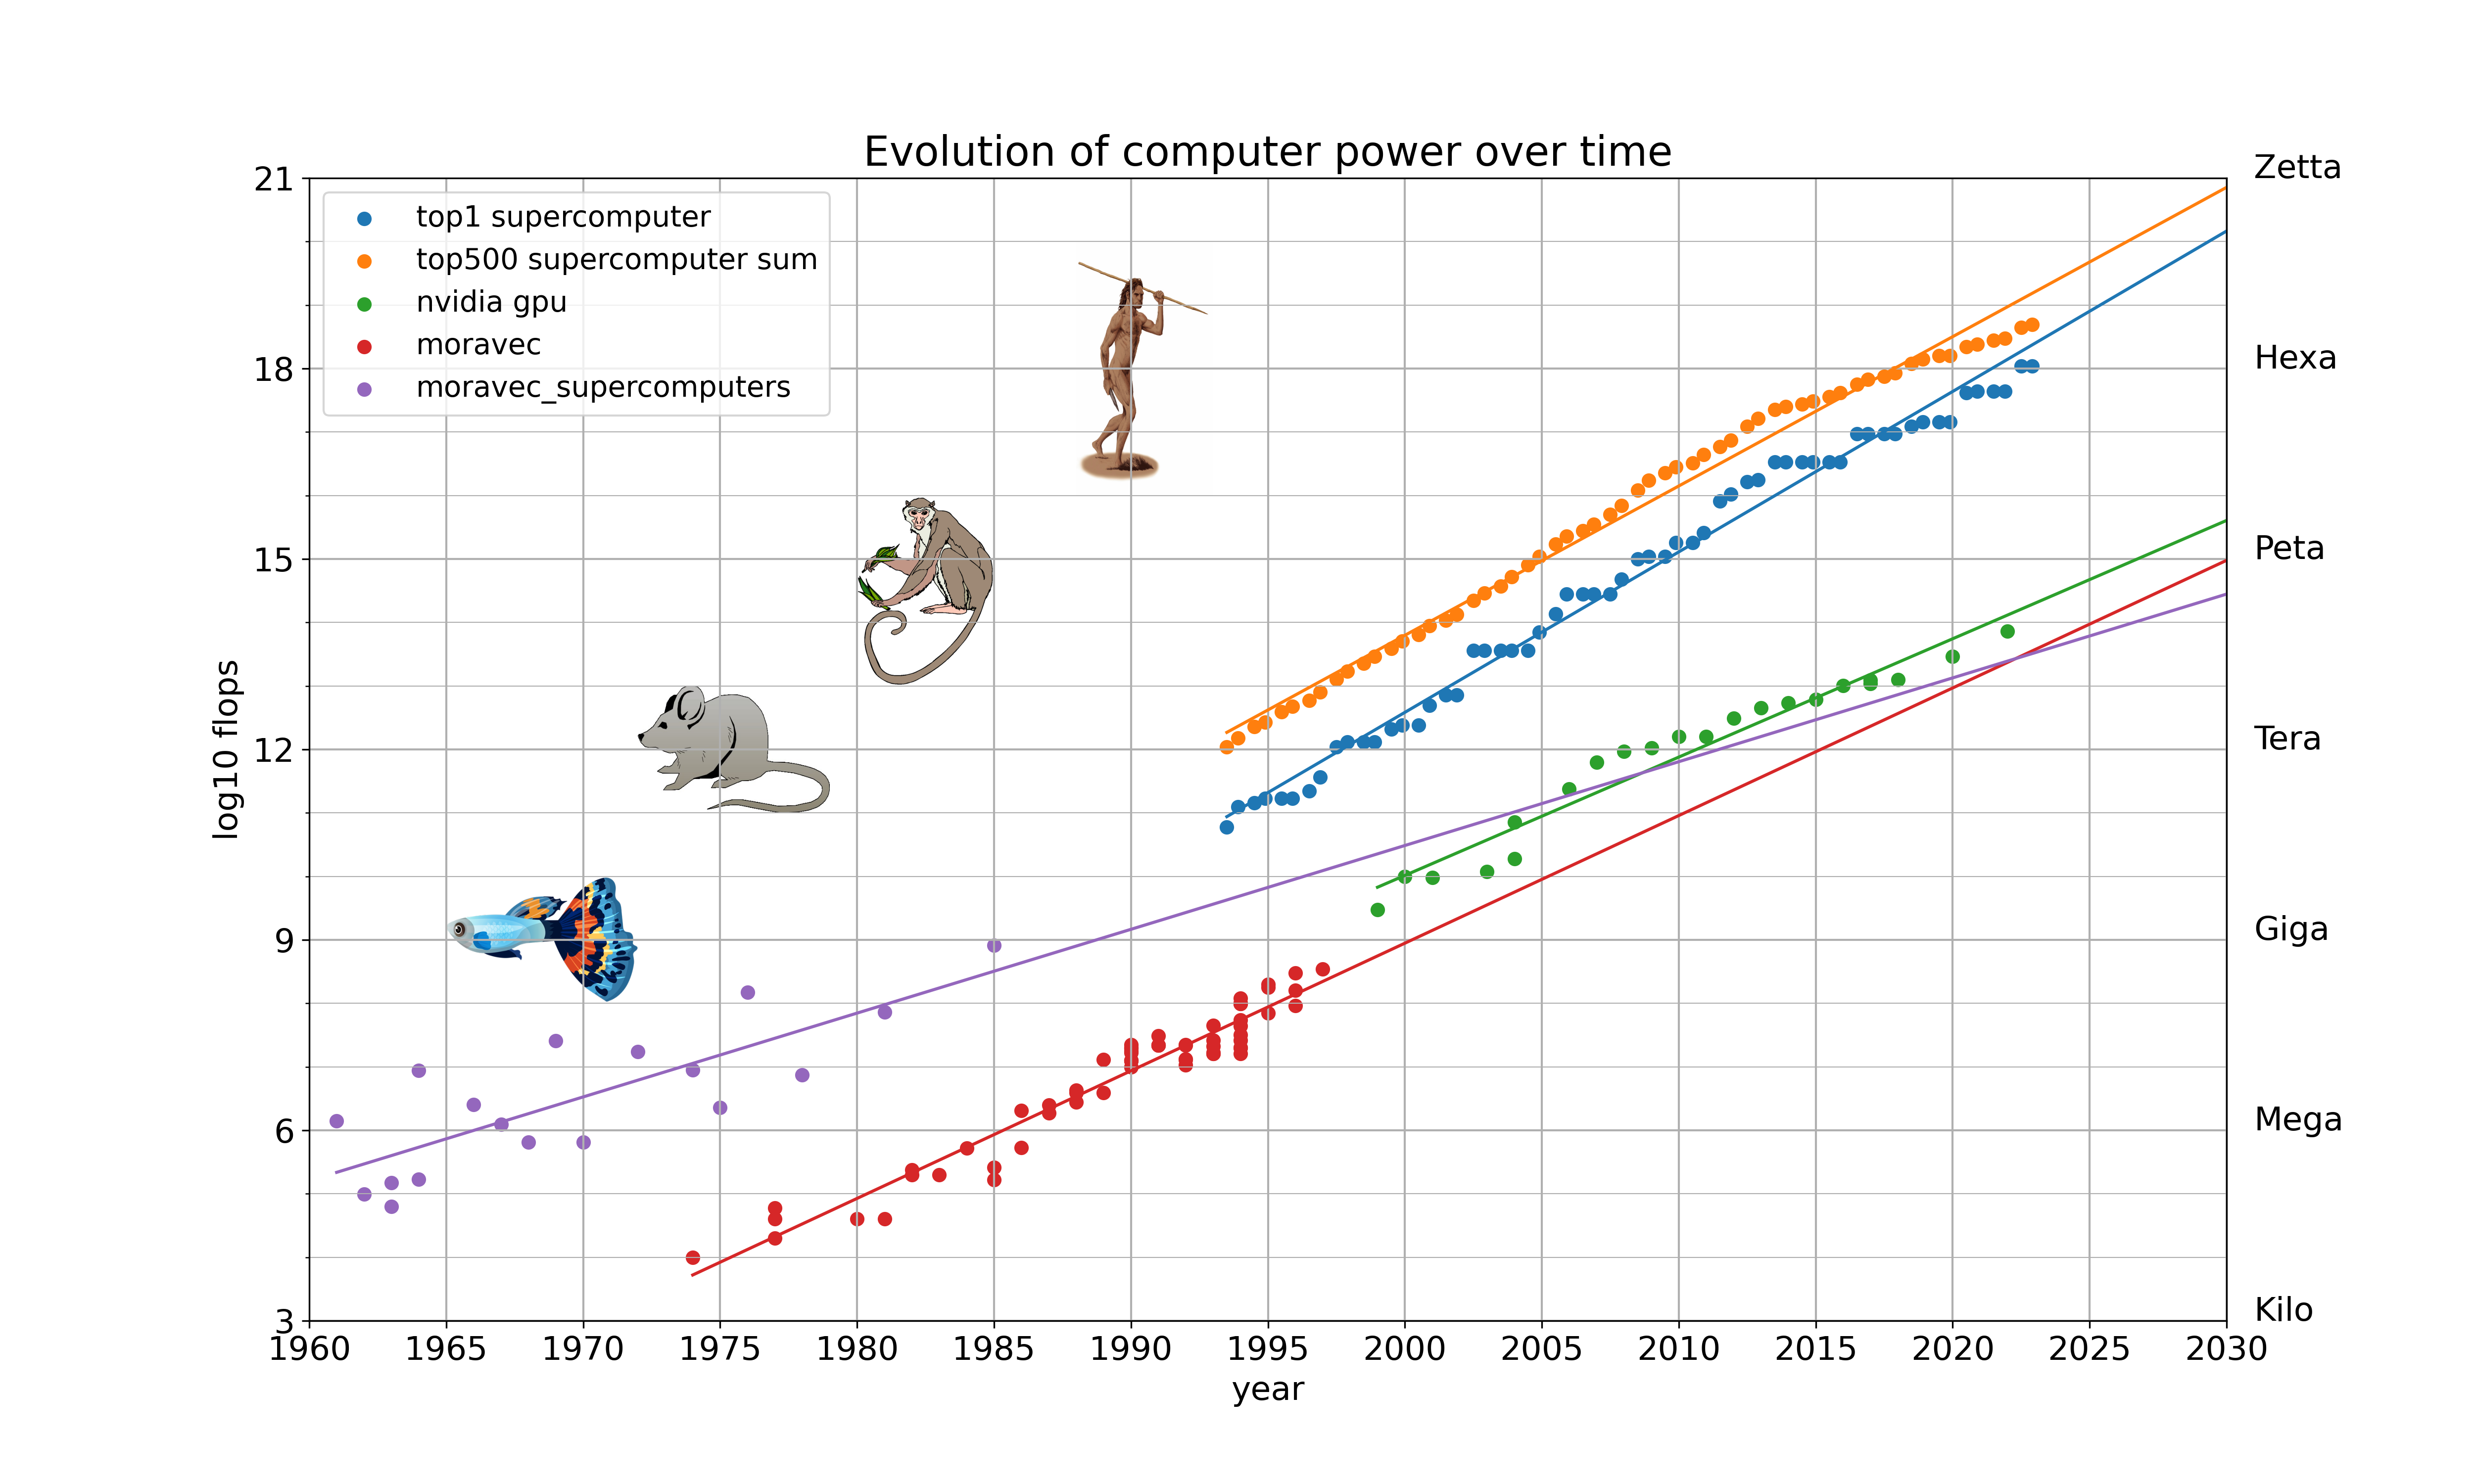 Evolution of computer power over time
top1 supercomputer
top500 supercomputer sum
nvidia gpu
moravec
moravec_supercomputers
log10 flops
21
18
15
12
9
6
3
Zetta
Hexa
Peta
Tera
Giga
Mega
Kilo
1960 1965 1970 1975 1980 1985 1990 1995 2000 2005 2010 2015 2020 2025 2030
year